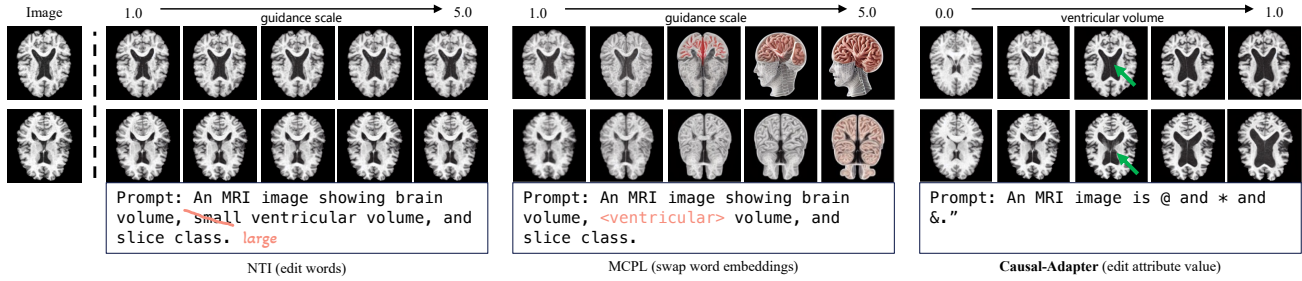 Image
1.0 guidance scale 5.0
1.0 guidance scale 5.0
0.0 ventricular volume 1.0
Prompt: An MRI image showing brain
volume, small ventricular volume, and
slice class. large
NTI (edit words)
Prompt: An MRI image showing brain
volume, <ventricular> volume, and
slice class.
MCPL (swap word embeddings)
Prompt: An MRI image is @ and * and
&.”
Causal-Adapter (edit attribute value)